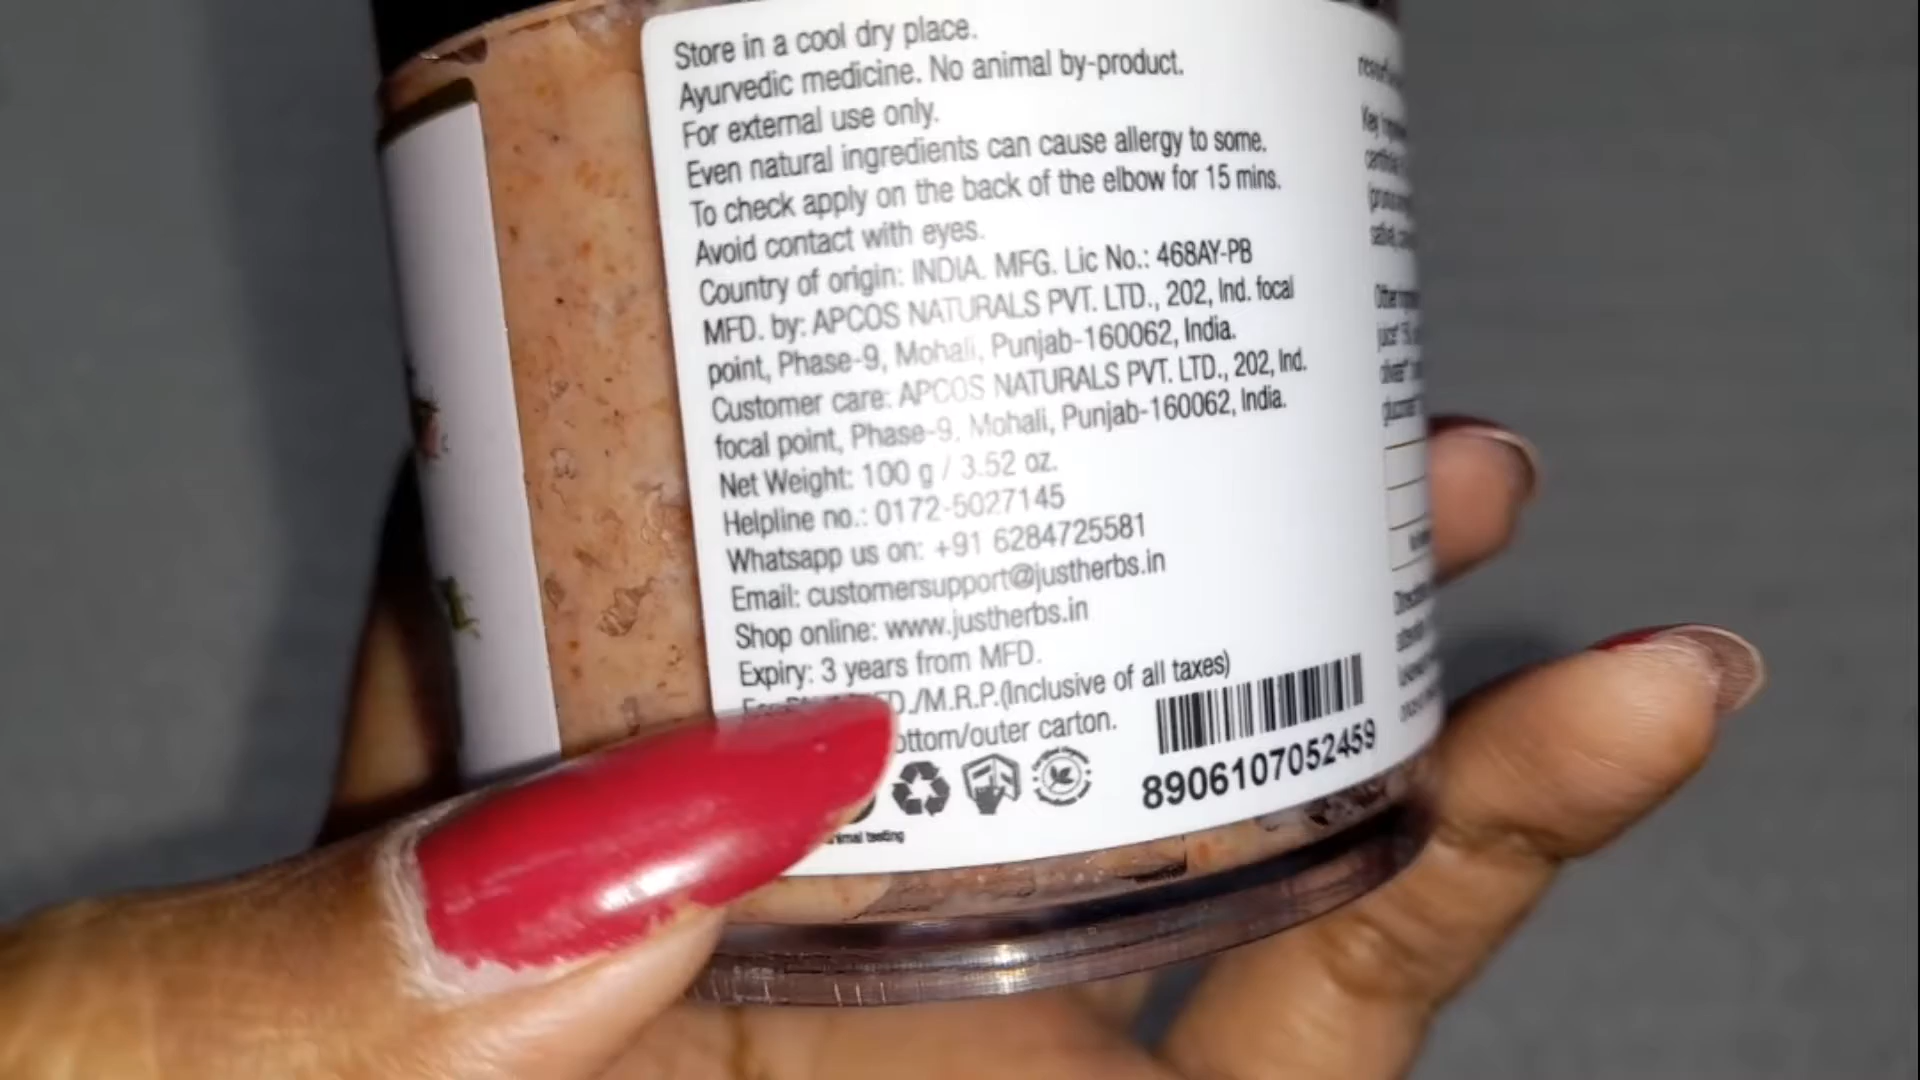 Store in a cool dry place.
Ayurvedic medicine. No animal by-product.
For external use only.
Even natural ingredients can cause allergy to some.
To check apply on the back of the elbow for 15 mins.
Avoid contact with eyes.
Country of origin: INDIA. MFG. Lic No.: 468AY-PB
MFD. by: APCOS NATURALS PVT. LTD., 202, Ind. focal
point, Phase-9, Mohali, Punjab-160062, India.
Customer care: APCOS NATURALS PVT. LTD., 202, Ind.
focal point, Phase-9, Mohali, Punjab-160062, India.
Net Weight: 100 g / 3.52 oz.
Helpline no.: 0172-5027145
Whatsapp us on: +91 6284725581
Email: customersupport@justherbs.in
Shop online: www.justherbs.in
Expiry: 3 years from MFD.
/M.R.P.(Inclusive of all taxes)
/outer carton.
8906107052459
testing
Key